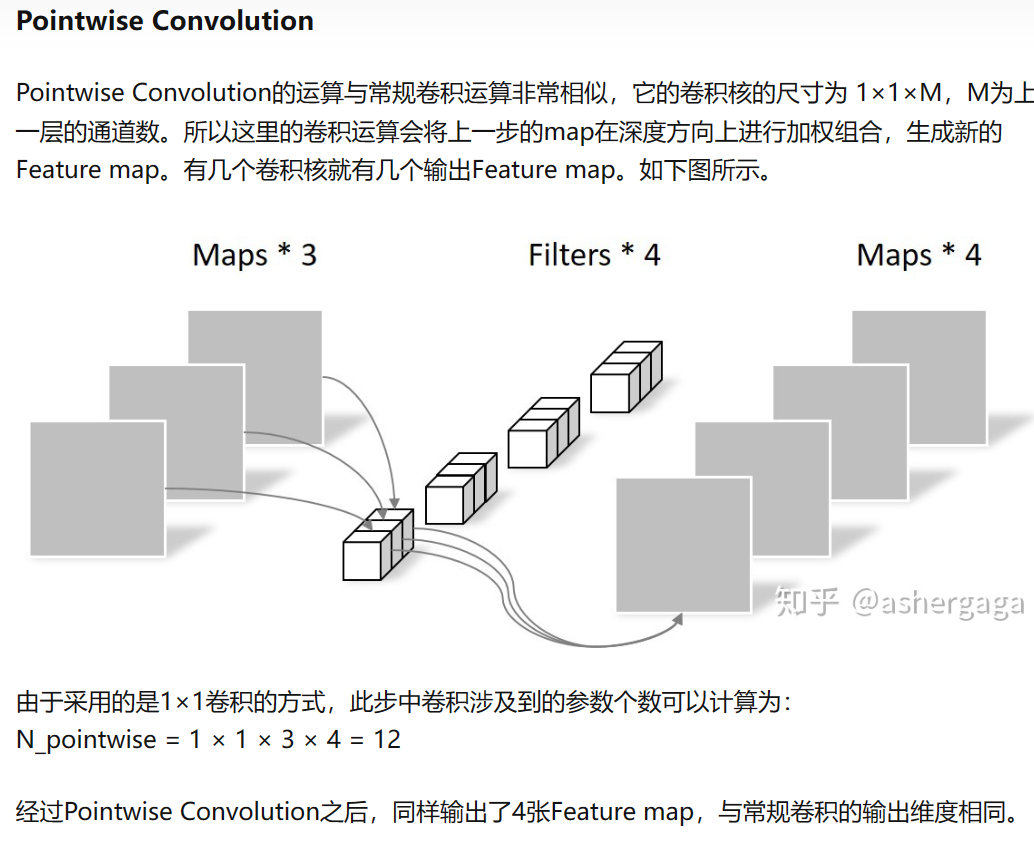 Pointwise Convolution
Pointwise Convolution的运算与常规卷积运算非常相似，它的卷积核的尺寸为 1×1×M，M为上
一层的通道数。所以这里的卷积运算会将上一步的map在深度方向上进行加权组合，生成新的
Feature map。有几个卷积核就有几个输出Feature map。如下图所示。
Maps * 3
Filters * 4
Maps * 4
知乎 @ashergaga
由于采用的是1×1卷积的方式，此步中卷积涉及到的参数个数可以计算为：
N_pointwise = 1 × 1 × 3 × 4 = 12
经过Pointwise Convolution之后，同样输出了4张Feature map，与常规卷积的输出维度相同。